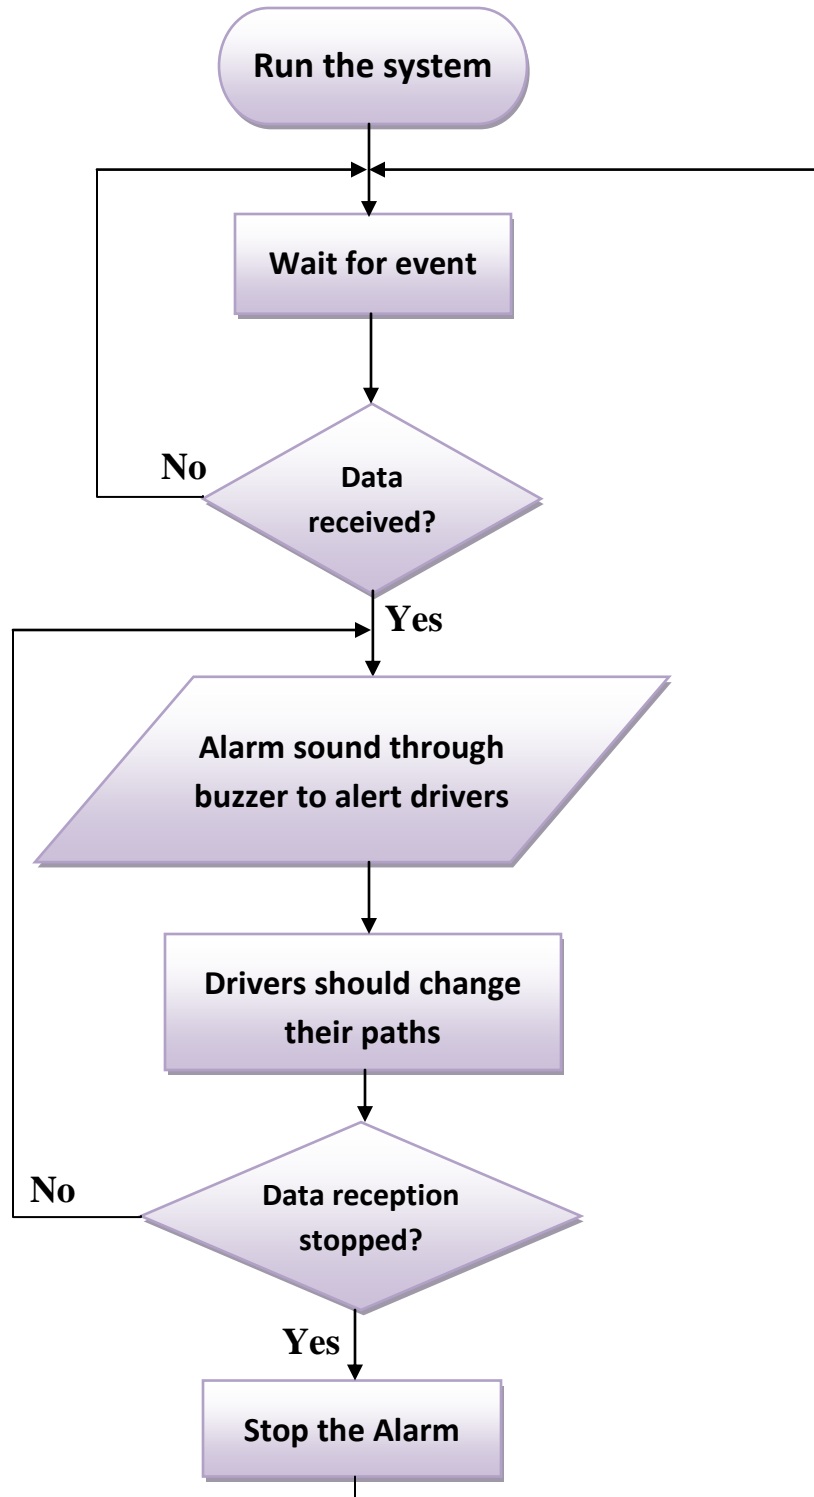 Run the system
Wait for event
No
Data
received?
Yes
Alarm sound through
buzzer to alert drivers
Drivers should change
their paths
No
Data reception
stopped?
Yes
Stop the Alarm